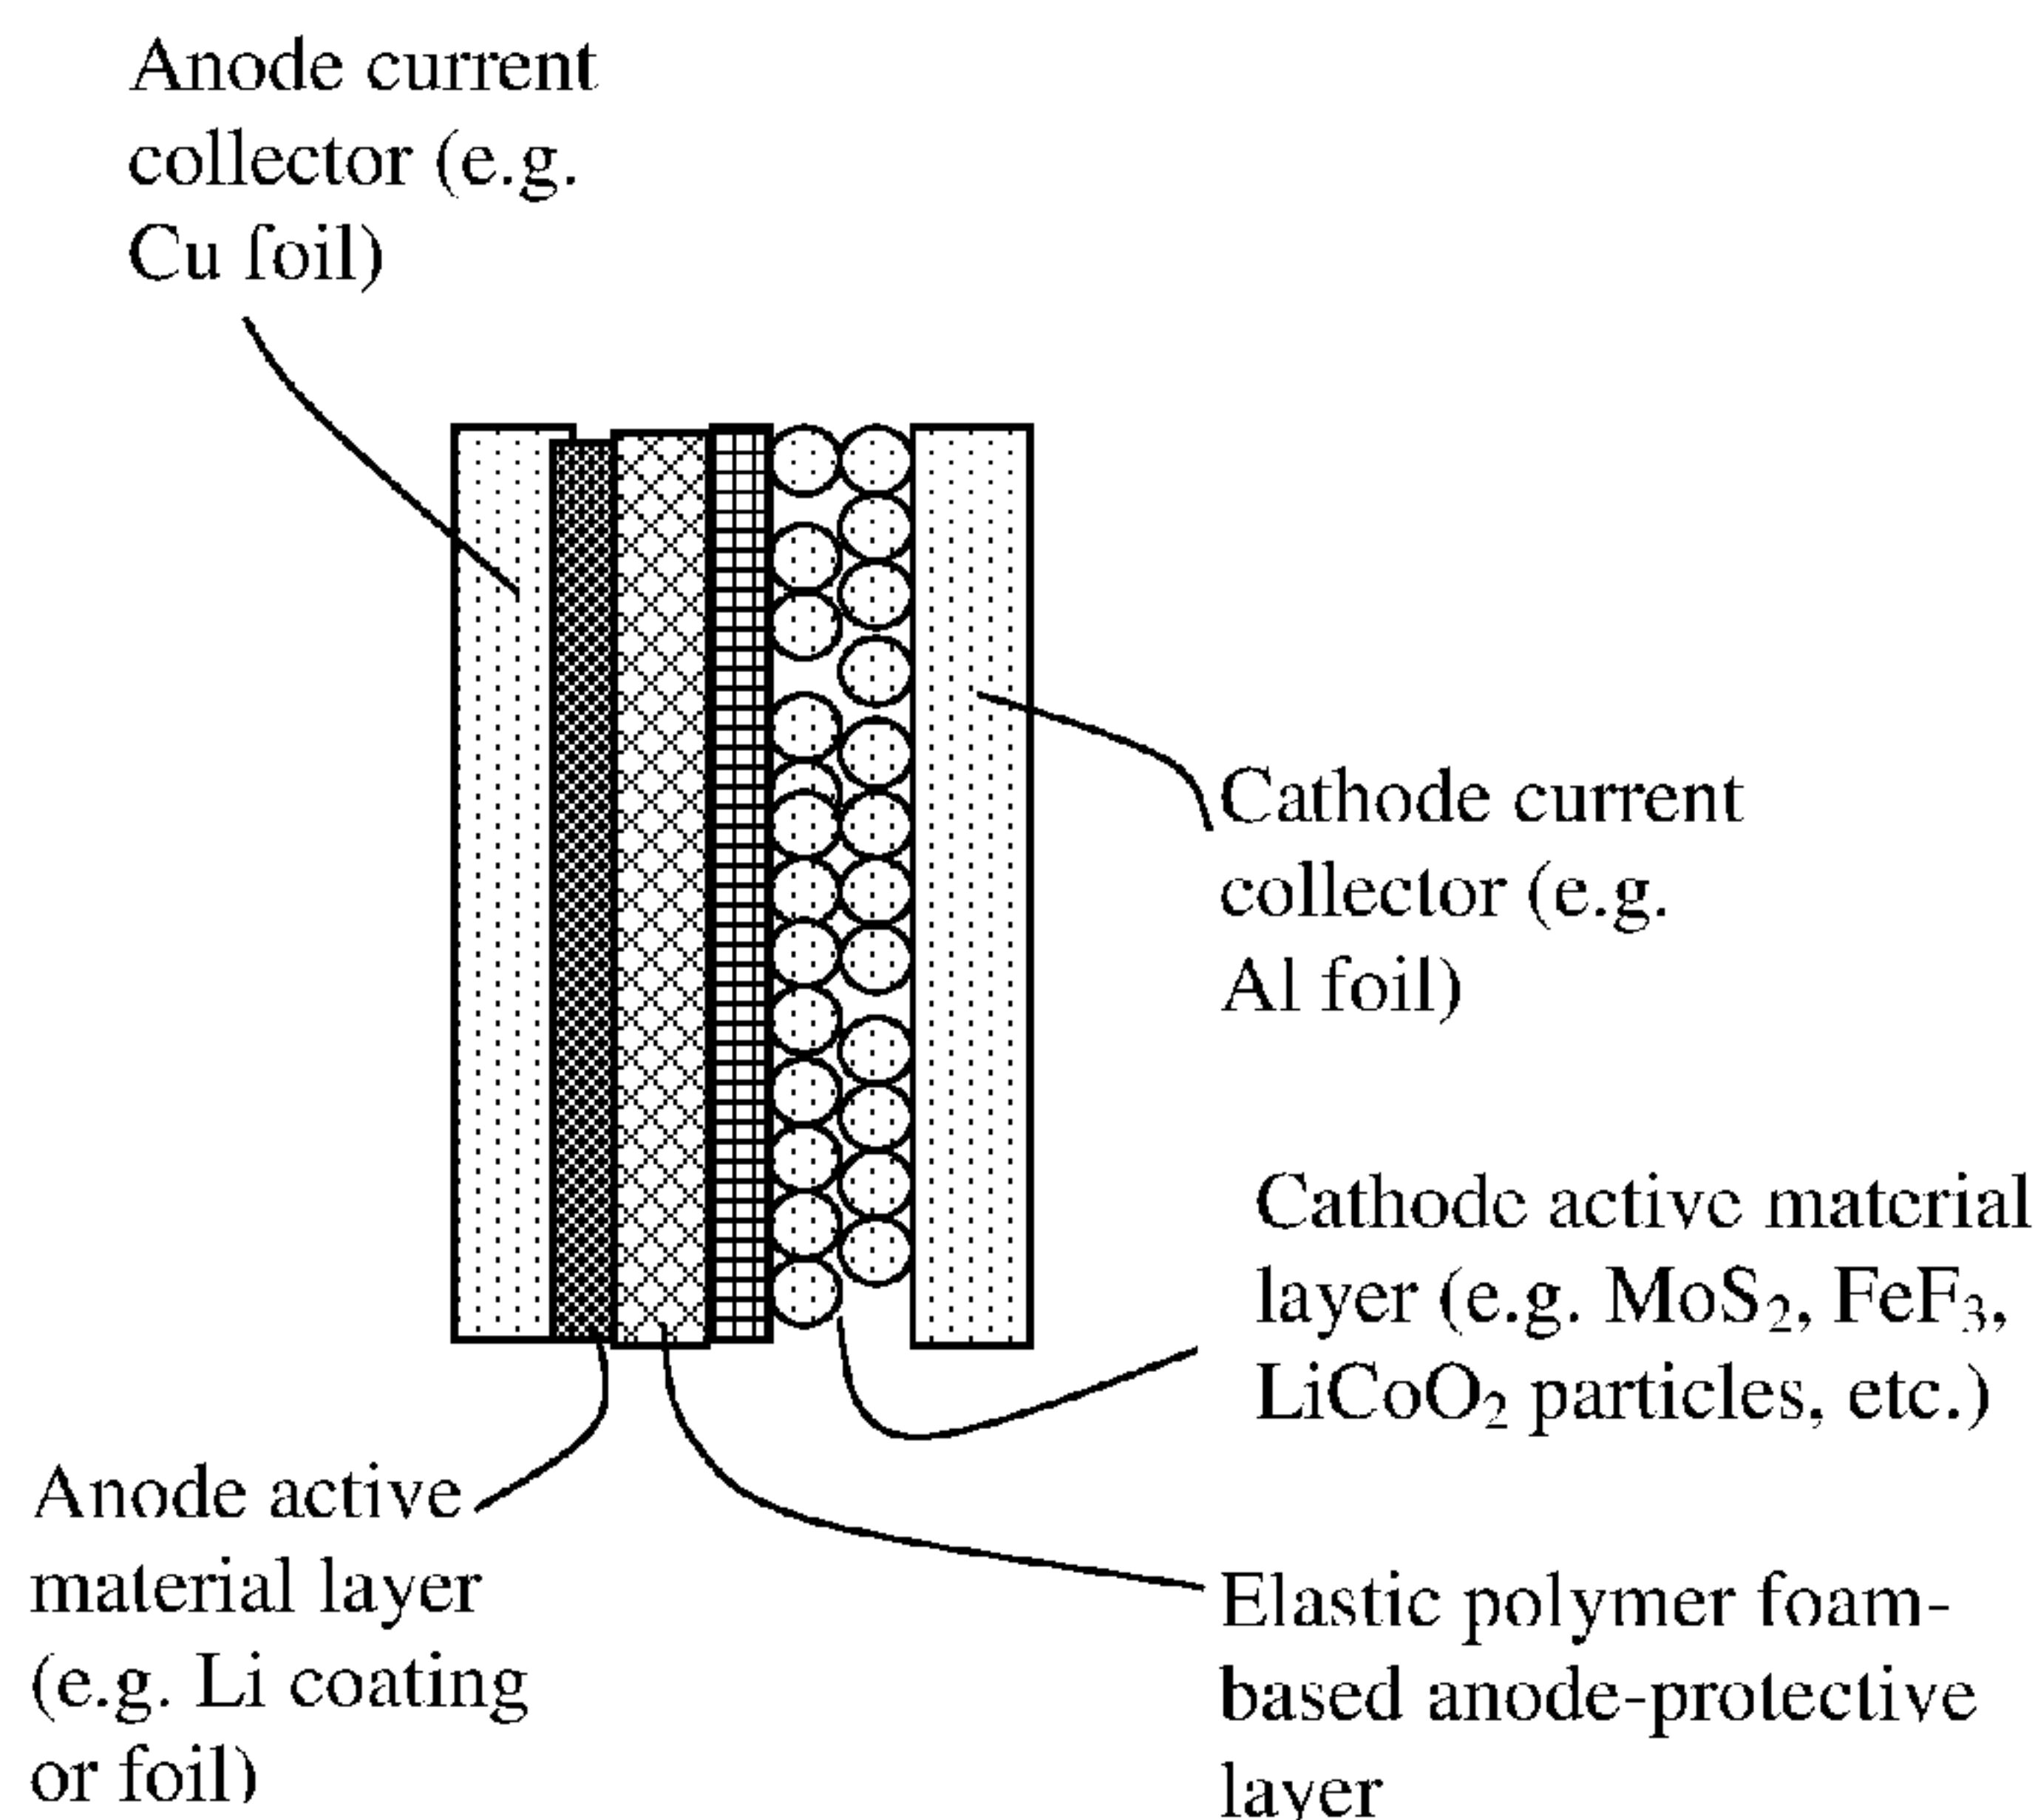 Anode current
collector (e.g.
Cu foil)
Cathode current
collector (e.g.
Al foil)
Cathode active material
layer (e.g. MoS₂, FeF₃,
LiCoO₂ particles, etc.)
Anode active
material layer
(e.g. Li coating
or foil)
Elastic polymer foam-
based anode-protective
layer